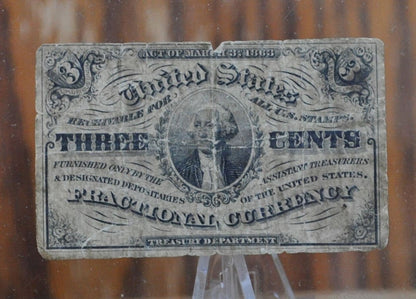 ACT OF MARCH 3, 1863
3 3
United States
RECEIVABLE FOR ALL U.S. STAMPS.
THREE CENTS
FURNISHED ONLY BY THE ASSISTANT TREASURERS
& DESIGNATED DEPOSITARIES OF THE UNITED STATES.
FRACTIONAL CURRENCY
TREASURY DEPARTMENT